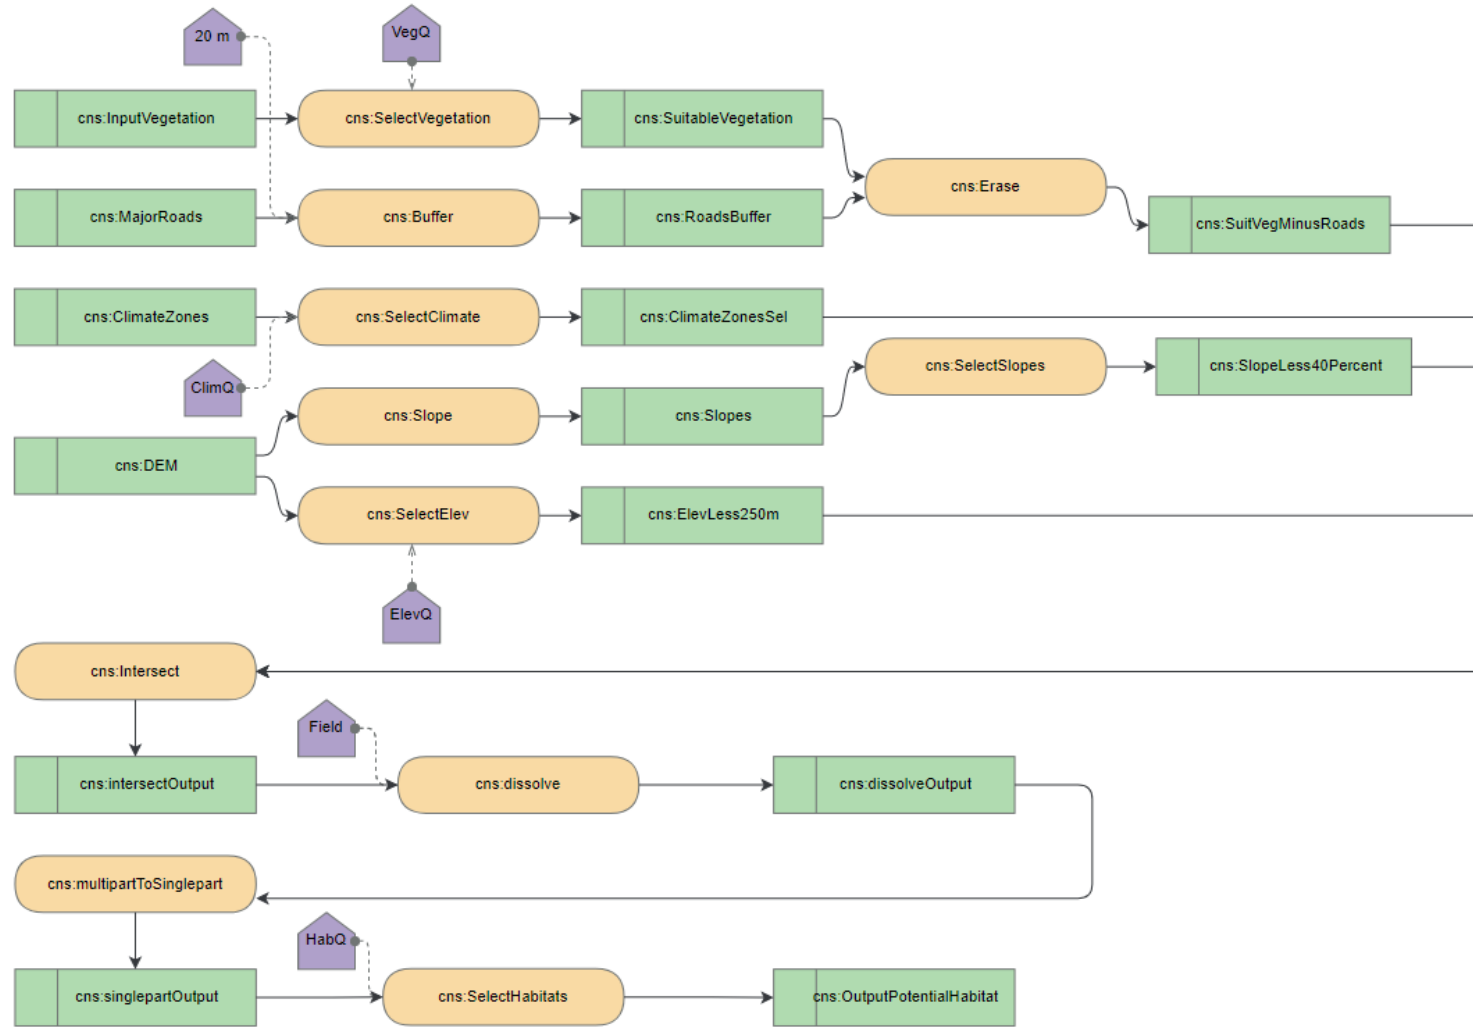 20 m
VegQ
cns:InputVegetation
cns:SelectVegetation
cns:SuitableVegetation
cns:Erase
cns:MajorRoads
cns:Buffer
cns:RoadsBuffer
cns:SuitVegMinusRoads
cns:ClimateZones
cns:SelectClimate
cns:ClimateZonesSel
cns:SelectSlopes
cns:SlopeLess40Percent
ClimQ
cns:Slope
cns:Slopes
cns:DEM
cns:SelectElev
cns:ElevLess250m
ElevQ
cns:Intersect
Field
cns:intersectOutput
cns:dissolve
cns:dissolveOutput
cns:multipartToSinglepart
HabQ
cns:singlepartOutput
cns:SelectHabitats
cns:OutputPotentialHabitat